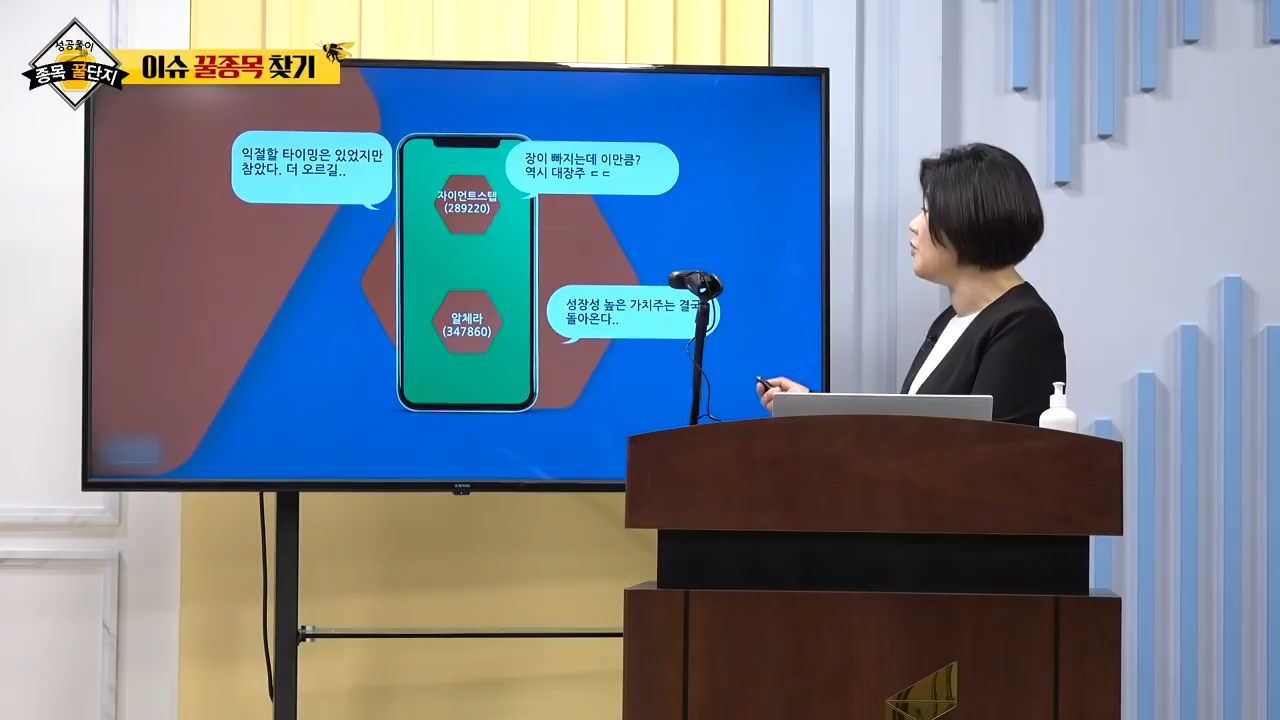 성공풀이
종목 꿀단지
이슈 꿀종목 찾기
익절할 타이밍은 있었지만
참았다. 더 오르길..
장이 빠지는데 이만큼?
역시 대장주 ㄷㄷ
자이언트스탭
(289220)
알체라
(347860)
성장성 높은 가치주는 결국
돌아온다..